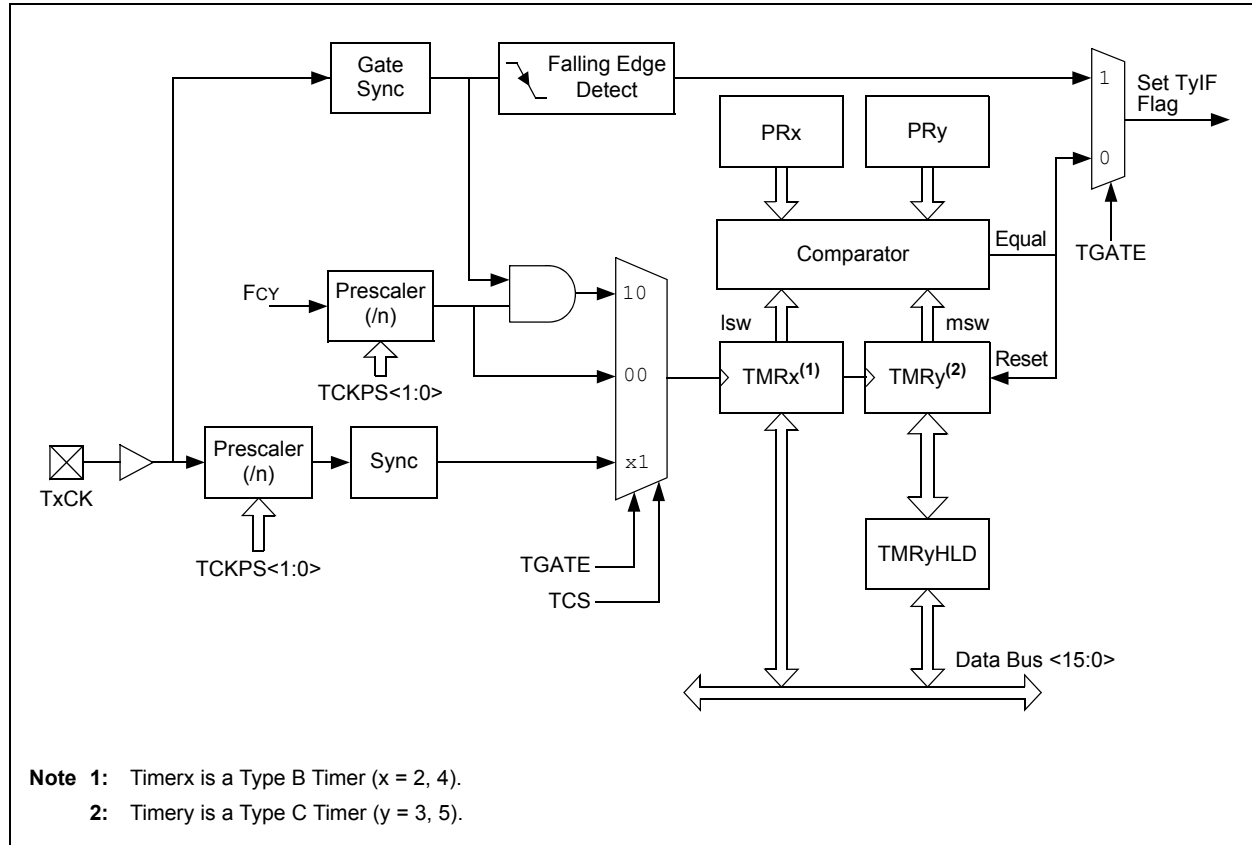 Gate
Sync
Falling Edge
Detect
1
Set TyIF
Flag
PRx
PRy
0
Comparator
Equal
TGATE
FCY
Prescaler
(/n)
10
lsw
msw
TCKPS<1:0>
00
TMRx(1)
TMRy(2)
Reset
Prescaler
(/n)
Sync
x1
TxCK
TCKPS<1:0>
TGATE
TCS
TMRyHLD
Data Bus <15:0>
Note 1: Timerx is a Type B Timer (x = 2, 4).
2: Timery is a Type C Timer (y = 3, 5).